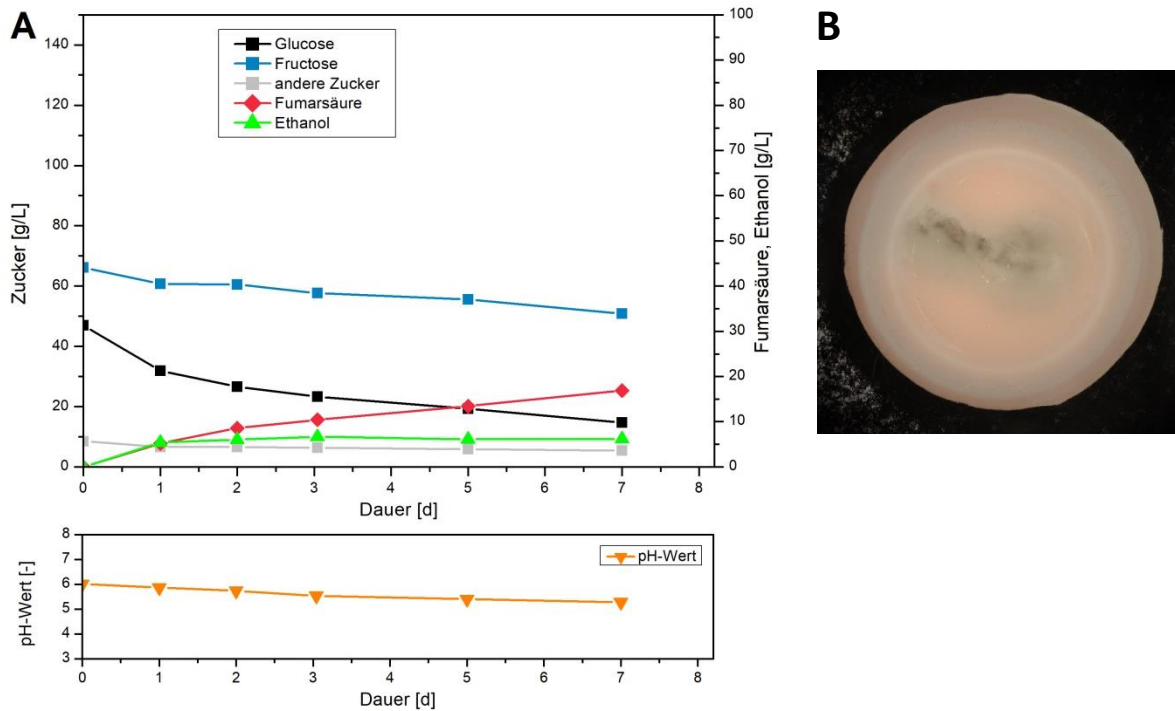 A
B
Glucose
Fructose
andere Zucker
Fumarsäure
Ethanol
Zucker [g/L]
140
120
100
80
60
40
20
0
Fumarsäure, Ethanol [g/L]
100
90
80
70
60
50
40
30
20
10
0
0 1 2 3 4 5 6 7 8
Dauer [d]
pH-Wert
pH-Wert [-]
8
7
6
5
4
3
0 1 2 3 4 5 6 7 8
Dauer [d]